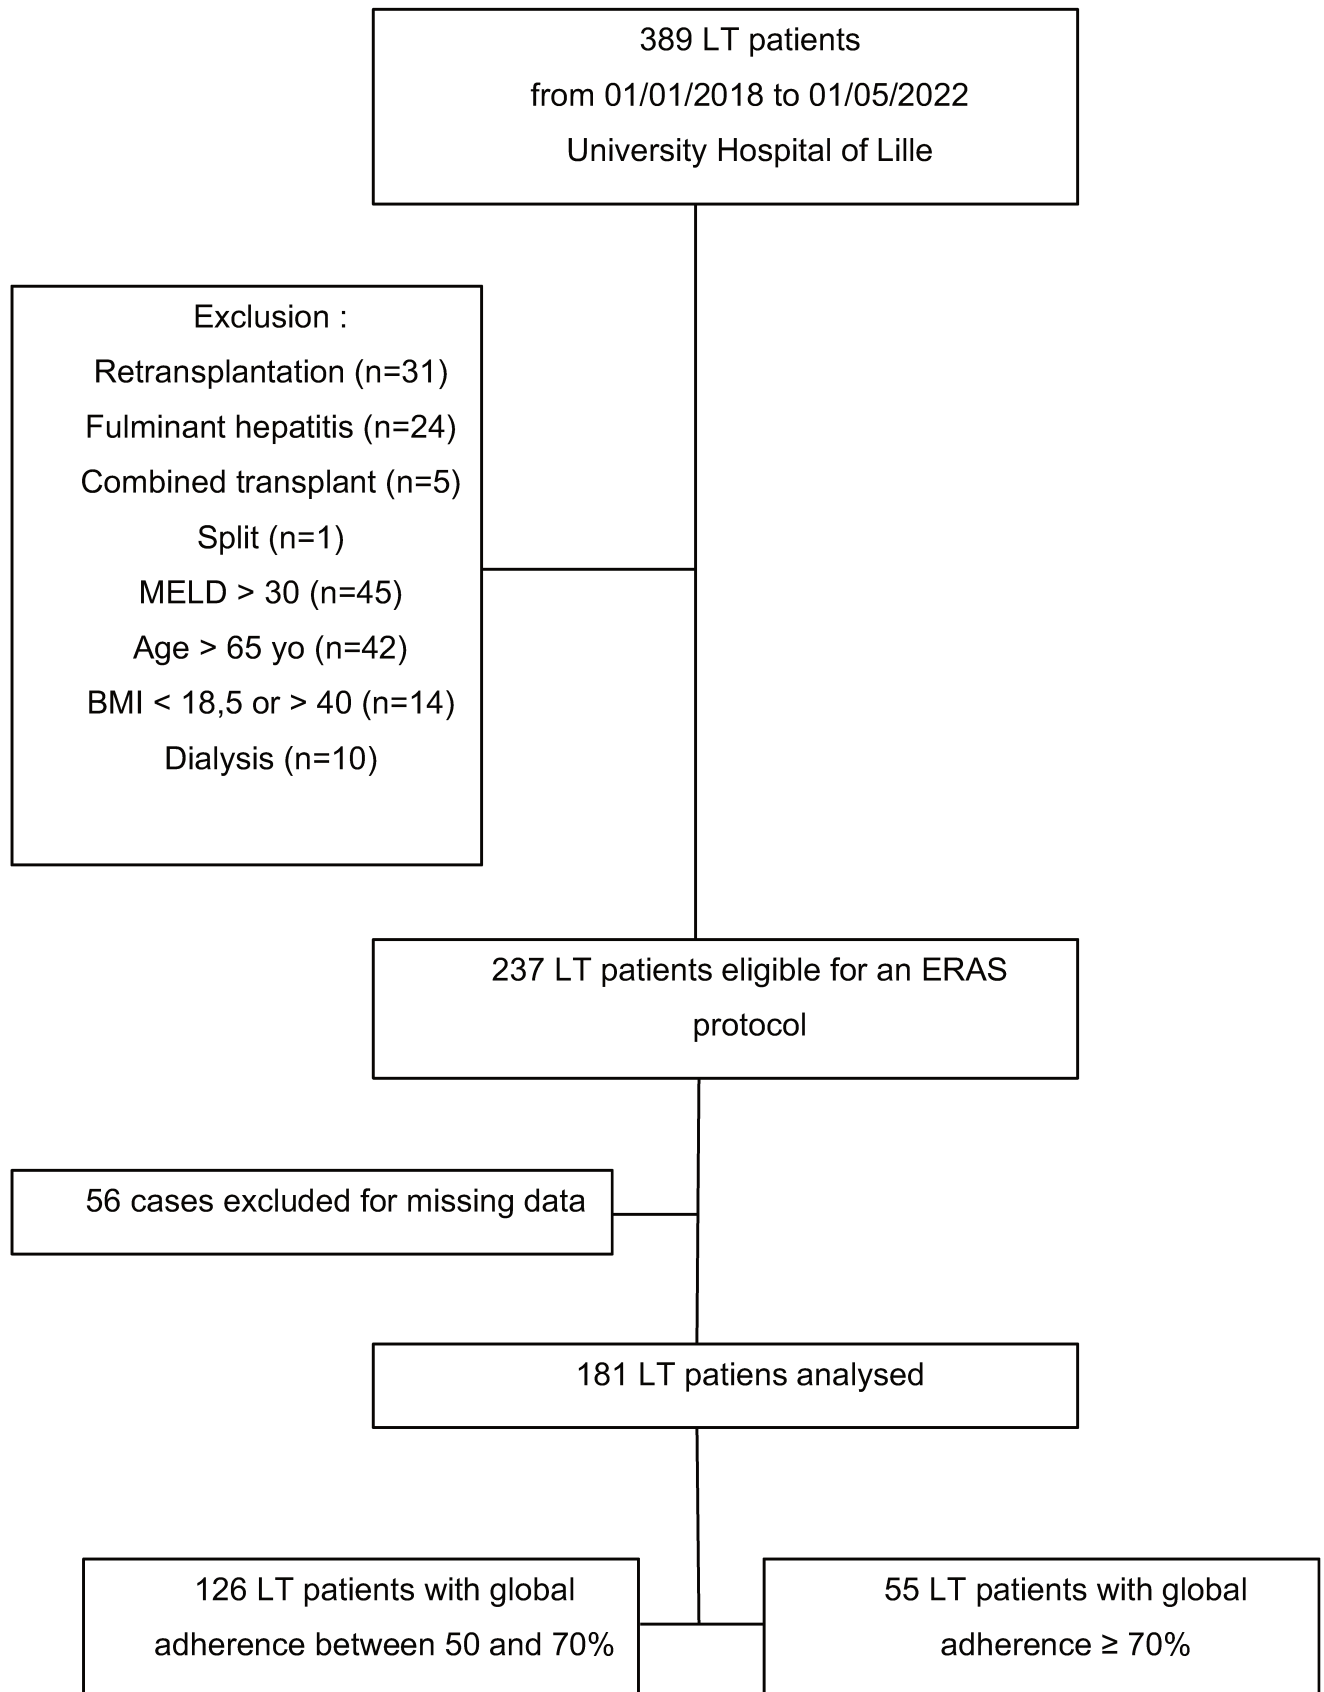 389 LT patients
from 01/01/2018 to 01/05/2022
University Hospital of Lille
Exclusion :
Retransplantation (n=31)
Fulminant hepatitis (n=24)
Combined transplant (n=5)
Split (n=1)
MELD > 30 (n=45)
Age > 65 yo (n=42)
BMI < 18,5 or > 40 (n=14)
Dialysis (n=10)
237 LT patients eligible for an ERAS
protocol
56 cases excluded for missing data
181 LT patiens analysed
126 LT patients with global
adherence between 50 and 70%
55 LT patients with global
adherence ≥ 70%